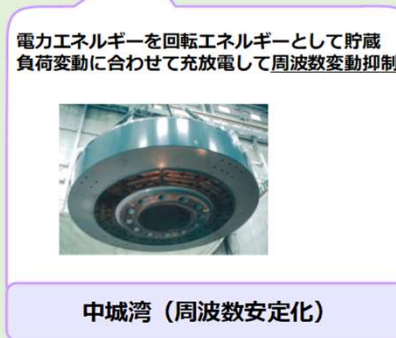 電力エネルギーを回転エネルギーとして貯蔵
負荷変動に合わせて充放電して周波数変動抑制
中城湾（周波数安定化）